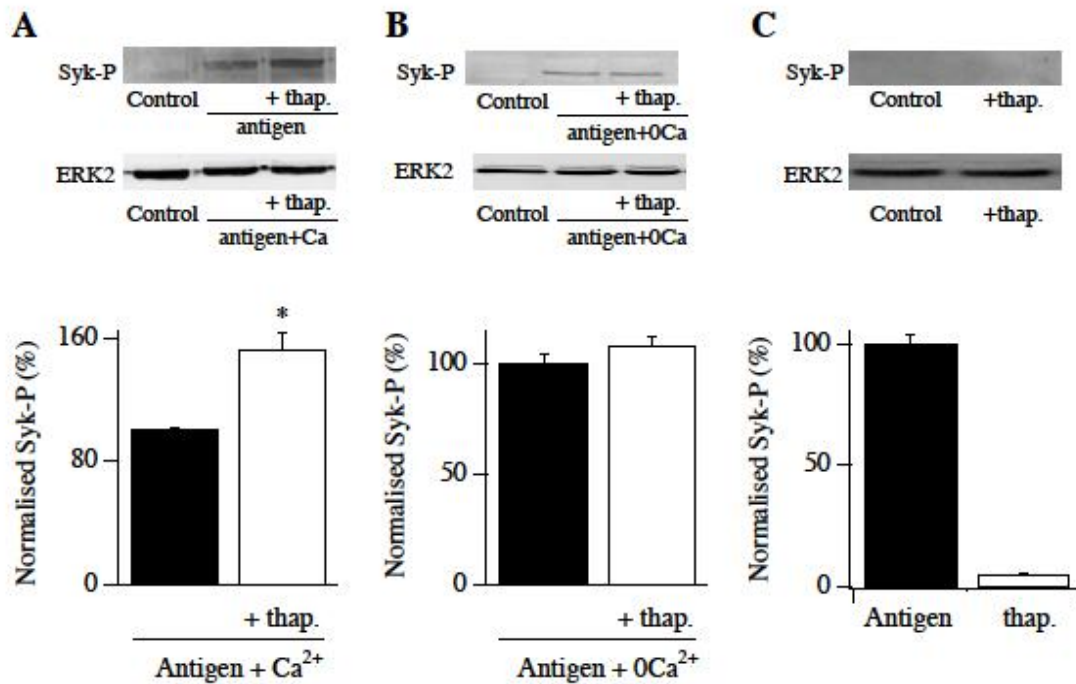 A
Syk-P
Control
+ thap.
antigen
ERK2
Control
+ thap.
antigen+Ca
Normalised Syk-P (%)
160
80
0
*
+ thap.
Antigen + Ca²⁺
B
Syk-P
Control
+ thap.
antigen+0Ca
ERK2
Control
+ thap.
antigen+0Ca
Normalised Syk-P (%)
100
50
0
+ thap.
Antigen + 0Ca²⁺
C
Syk-P
Control +thap.
ERK2
Control +thap.
Normalised Syk-P (%)
100
50
0
Antigen thap.